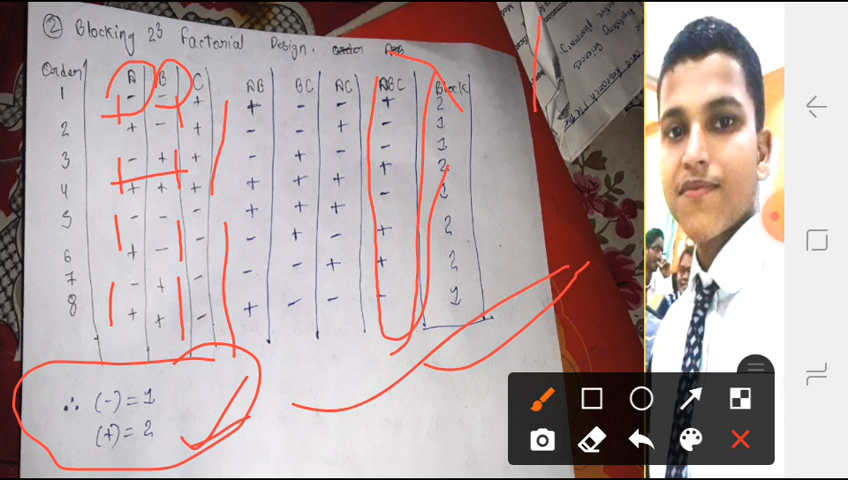 ② Blocking 2³ Factorial Design.
Order A B C AB BC AC ABC Block
1 - - + + - - + 2
2 + - + - - + - 1
3 - + + - + - - 1
4 + + + + + + + 2
5 - - - + + + - 1
6 + - - - + - + 2
7 - + - - - + + 2
8 + + - + - - - 1
∴ (-) = 1
(+) = 2